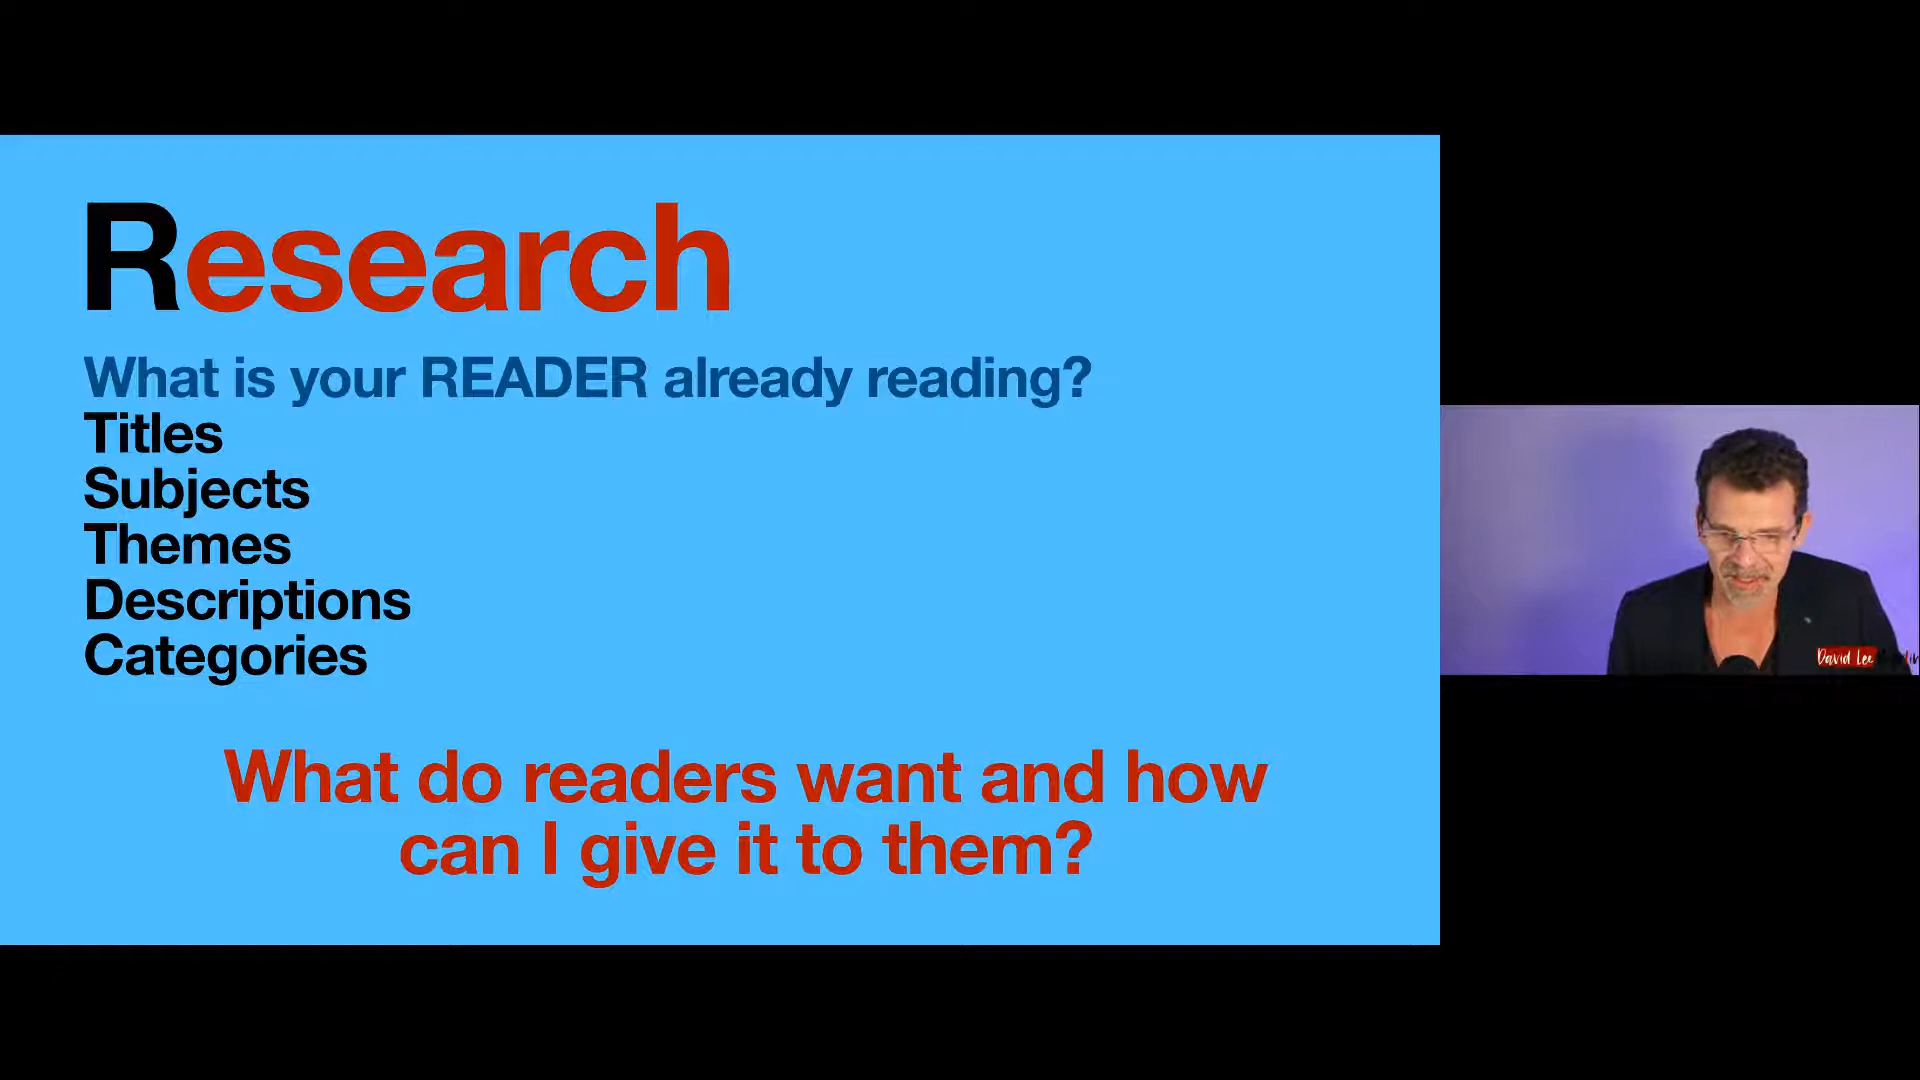 Research
What is your READER already reading?
Titles
Subjects
Themes
Descriptions
Categories
What do readers want and how
can I give it to them?
David Lee